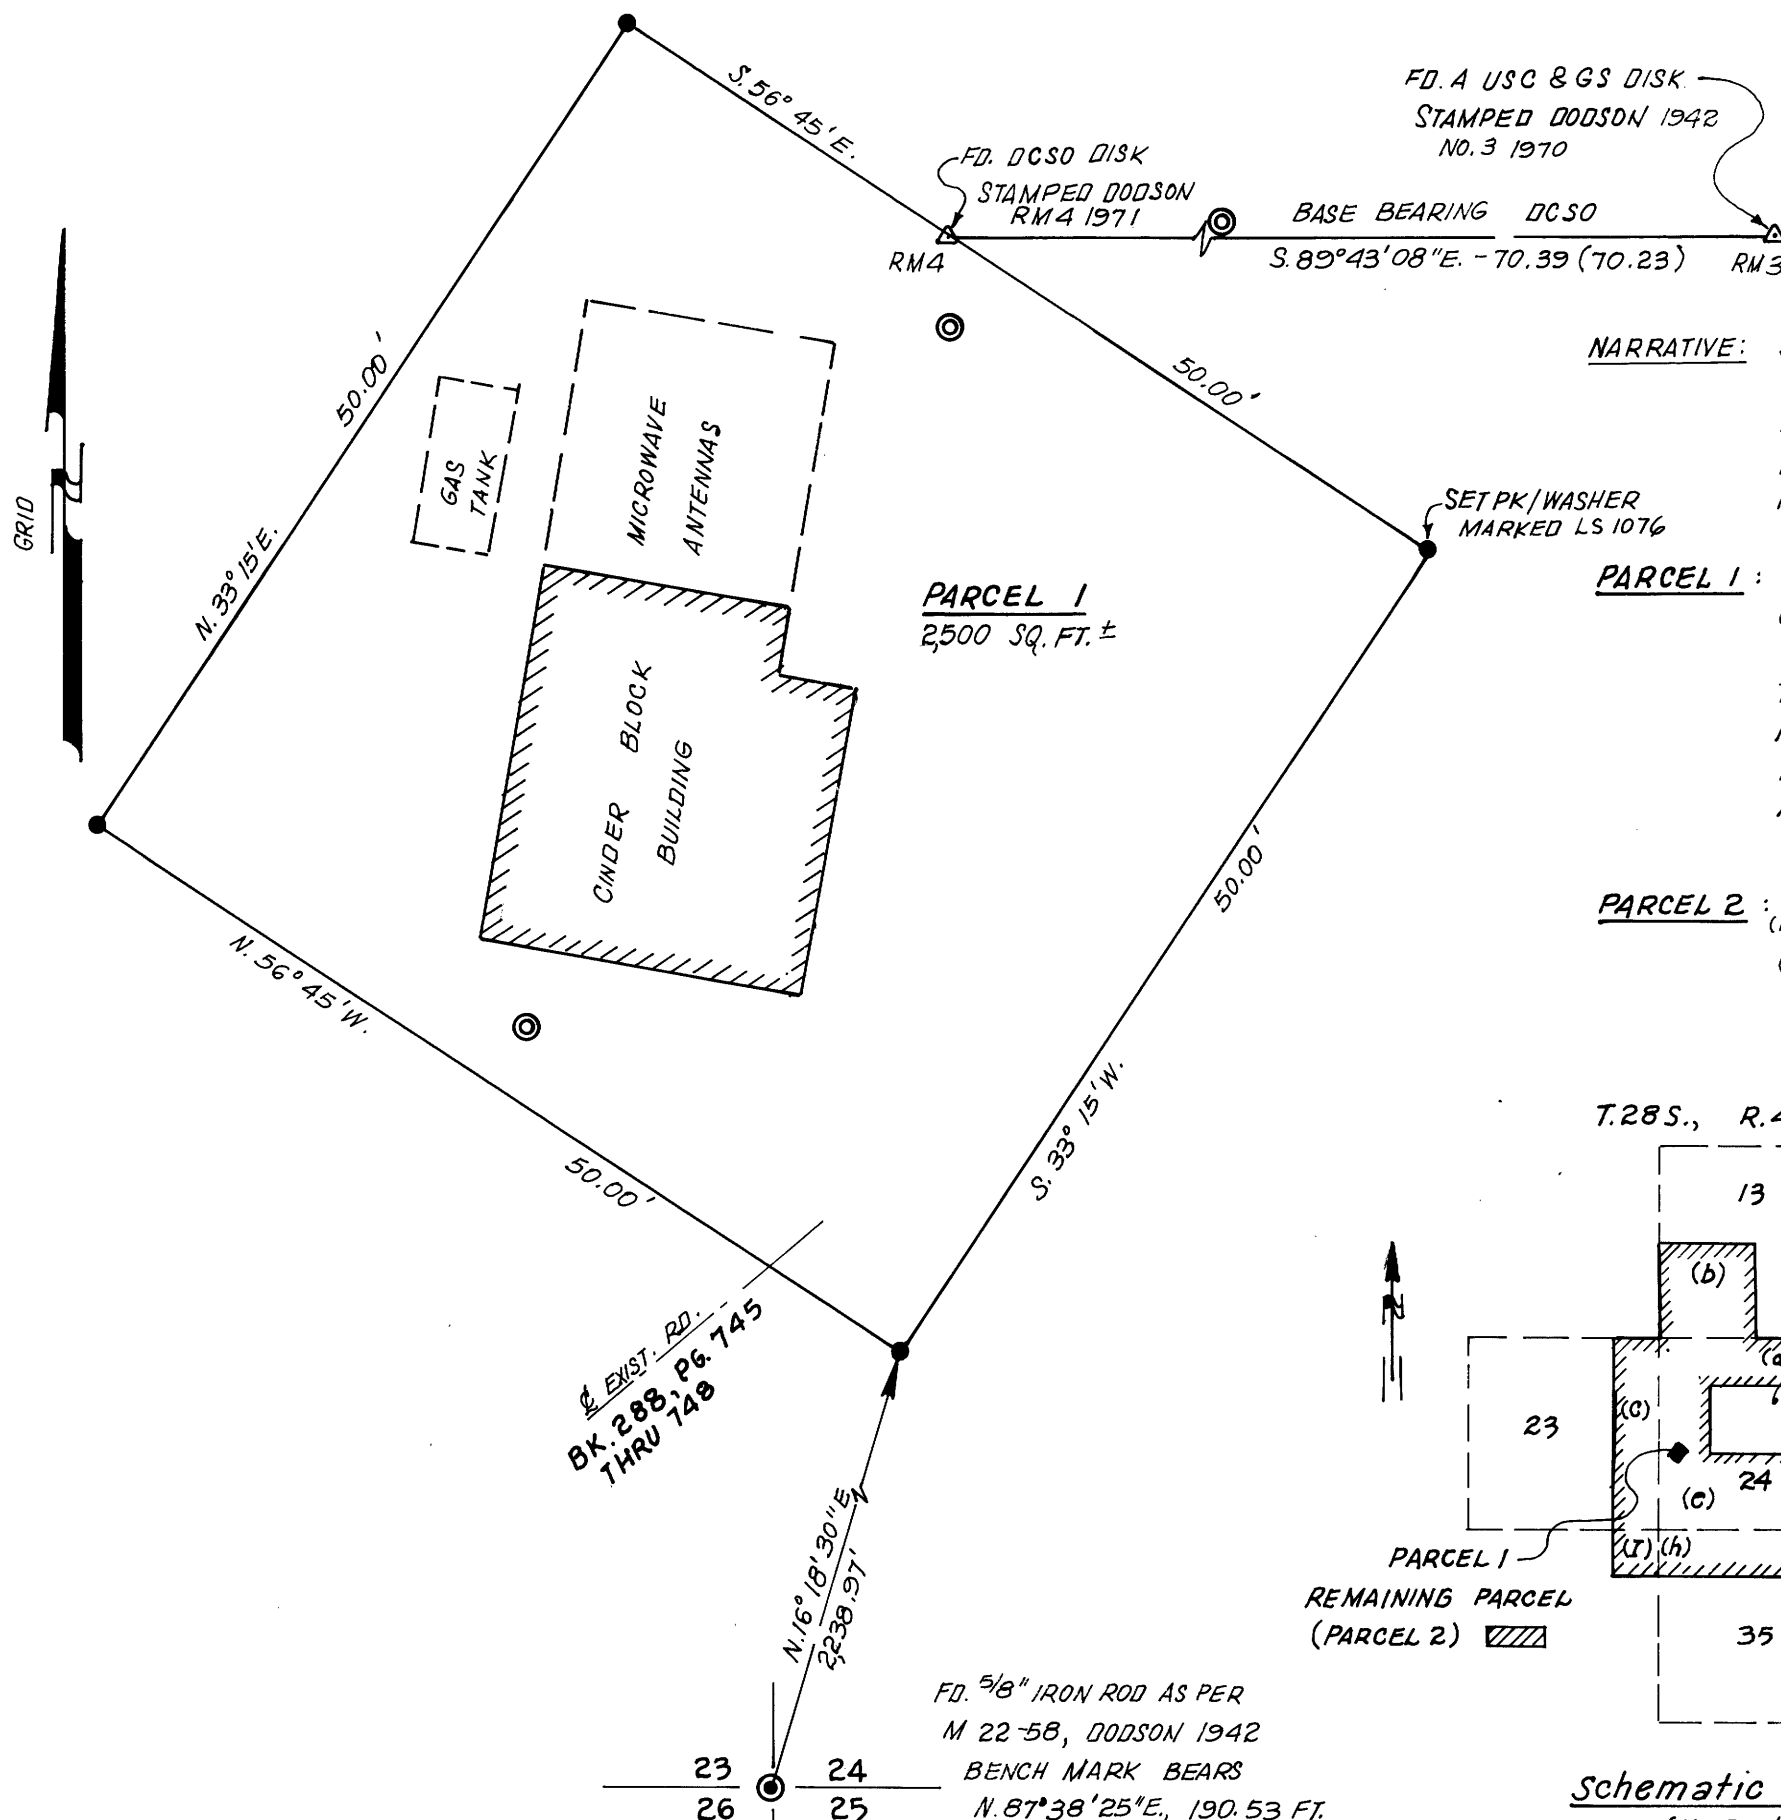 S. 56° 45' E.
FD. A USC & GS DISK
STAMPED DODSON 1942
NO. 3 1970
FD. DCSO DISK
STAMPED DODSON
RM4 1971
BASE BEARING DCSO
S. 89° 43' 08" E. - 70.39 (70.23)
RM4
RM3
50.00'
50.00'
NARRATIVE:
GAS
TANK
MICROWAVE
ANTENNAS
GRID
N. 33° 15' E.
SET PK/WASHER
MARKED LS 1076
PARCEL 1
2,500 SQ. FT. ±
PARCEL 1 :
CINDER BLOCK
BUILDING
50.00'
PARCEL 2 :
N. 56° 45' W.
S. 33° 15' W.
50.00'
T. 28 S., R. 4
13
(b)
(C)
23
24
(e)
(I) (h)
35
PARCEL 1
REMAINING PARCEL
(PARCEL 2)
℄ EXIST. RD.
BK. 288, PG. 745
THRU 748
N. 16° 18' 30" E
2,238.97'
FD. 5/8" IRON ROD AS PER
M 22-58, DODSON 1942
BENCH MARK BEARS
N. 87° 38' 25" E., 190.53 FT.
23 24
26 25
Schematic